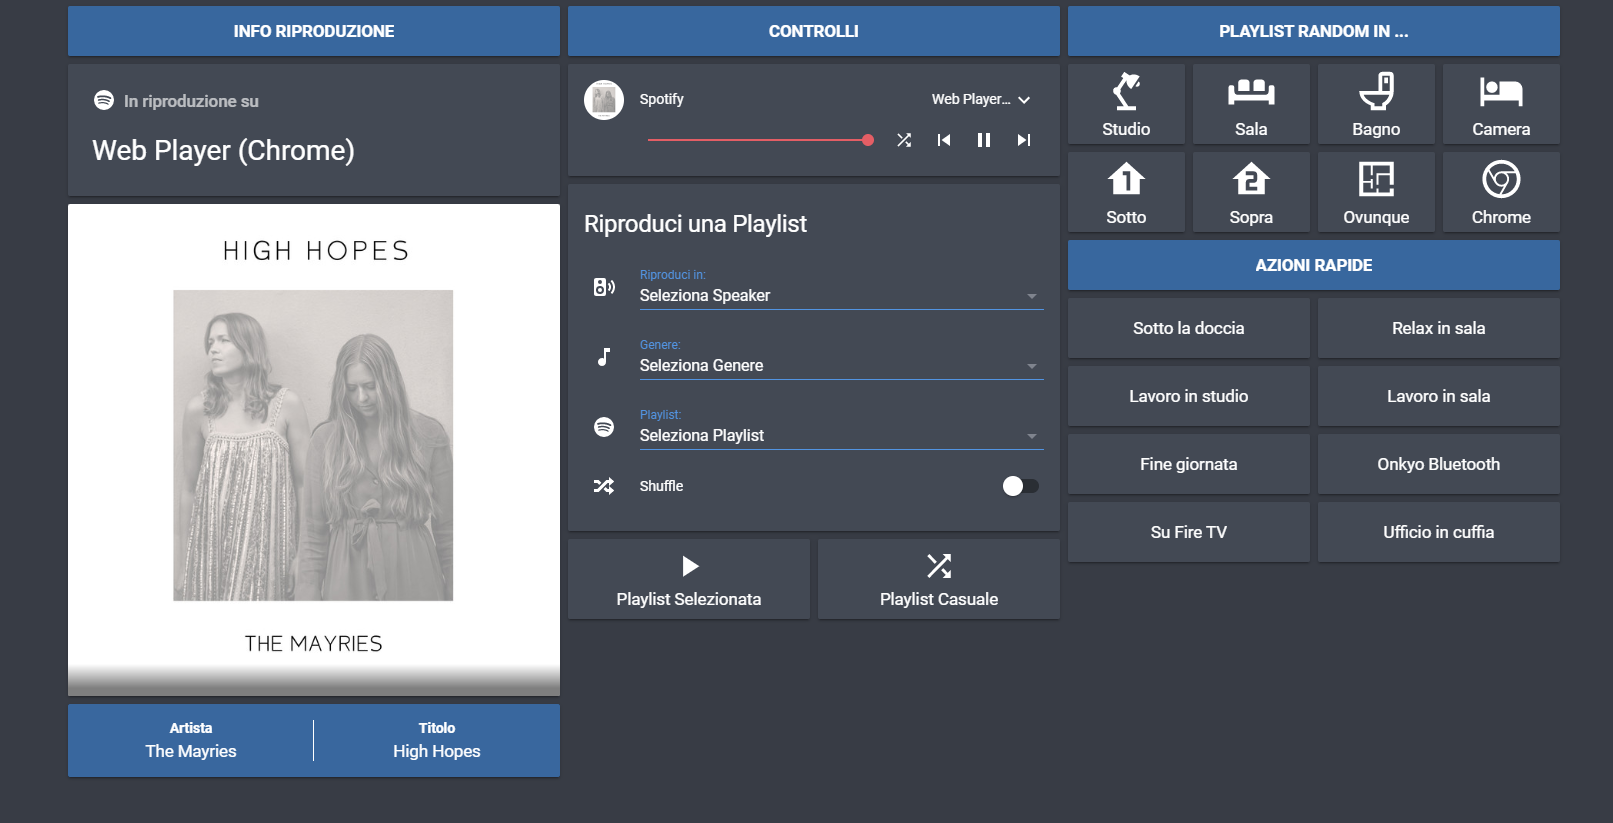 INFO RIPRODUZIONE
In riproduzione su
Web Player (Chrome)
HIGH HOPES
THE MAYRIES
Artista
The Mayries
Titolo
High Hopes
CONTROLLI
Spotify
Web Player...
Riproduci una Playlist
Riproduci in:
Seleziona Speaker
Genere:
Seleziona Genere
Playlist:
Seleziona Playlist
Shuffle
Playlist Selezionata
Playlist Casuale
PLAYLIST RANDOM IN ...
Studio
Sala
Bagno
Camera
1
Sotto
2
Sopra
Ovunque
Chrome
AZIONI RAPIDE
Sotto la doccia
Relax in sala
Lavoro in studio
Lavoro in sala
Fine giornata
Onkyo Bluetooth
Su Fire TV
Ufficio in cuffia